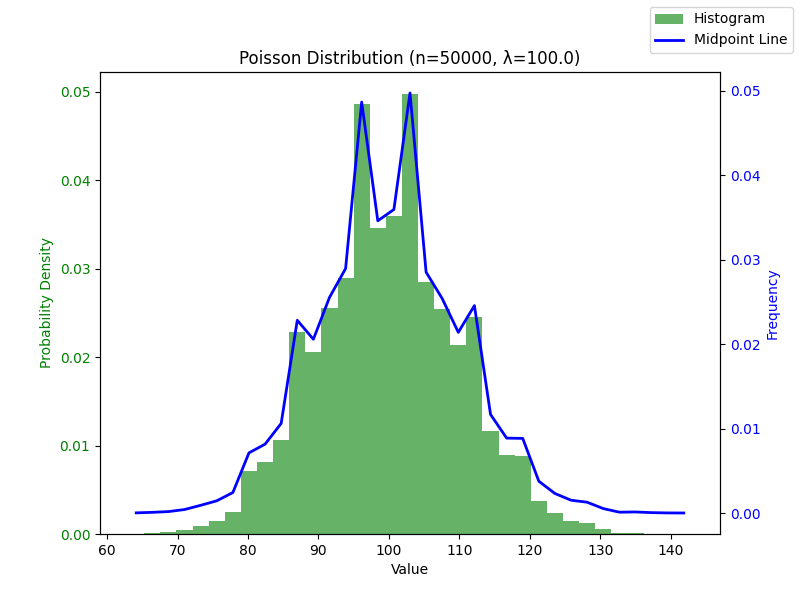 Histogram
Midpoint Line
Poisson Distribution (n=50000, λ=100.0)
0.05
0.04
0.03
0.02
0.01
0.00
Probability Density
0.05
0.04
0.03
0.02
0.01
0.00
Frequency
60 70 80 90 100 110 120 130 140
Value